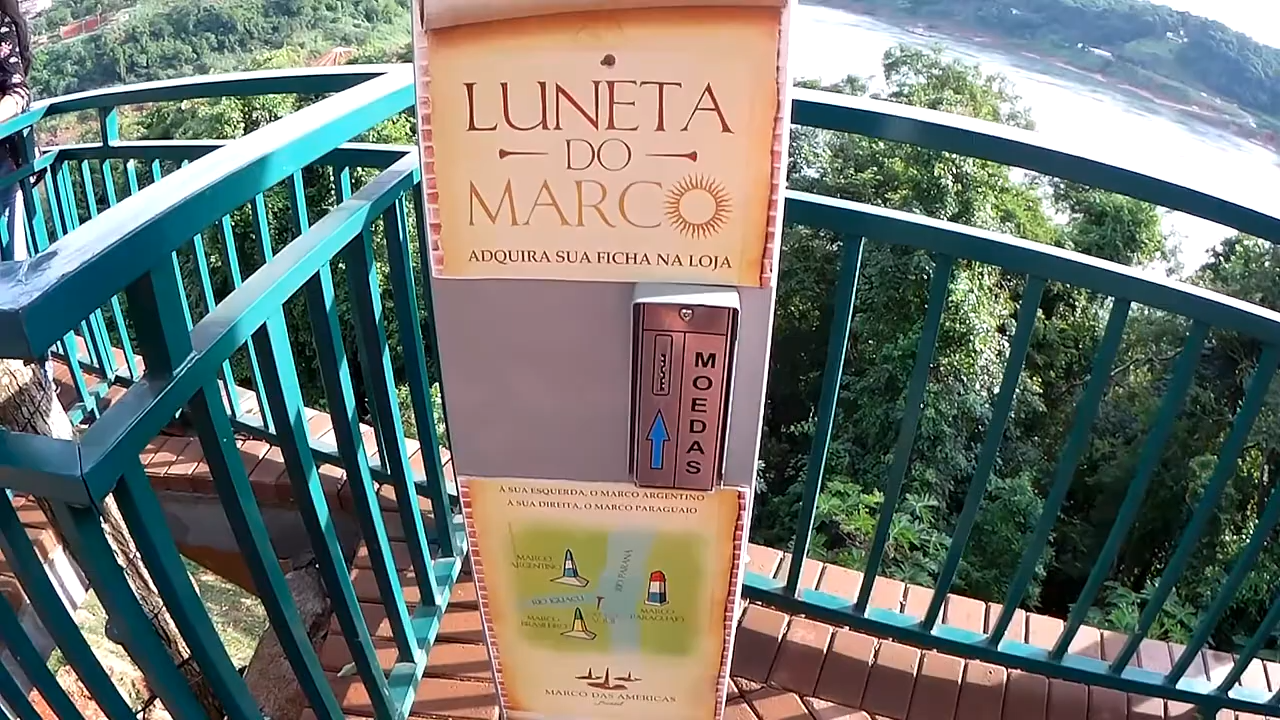 LUNETA
DO
MARCO
ADQUIRA SUA FICHA NA LOJA
MOEDAS
À SUA ESQUERDA, O MARCO ARGENTINO
À SUA DIREITA, O MARCO PARAGUAIO
MARCO
ARGENTINO
RIO PARANÁ
RIO IGUAÇU
MARCO
BRASILEIRO
MARCO
PARAGUAIO
MARCO DAS AMERICAS